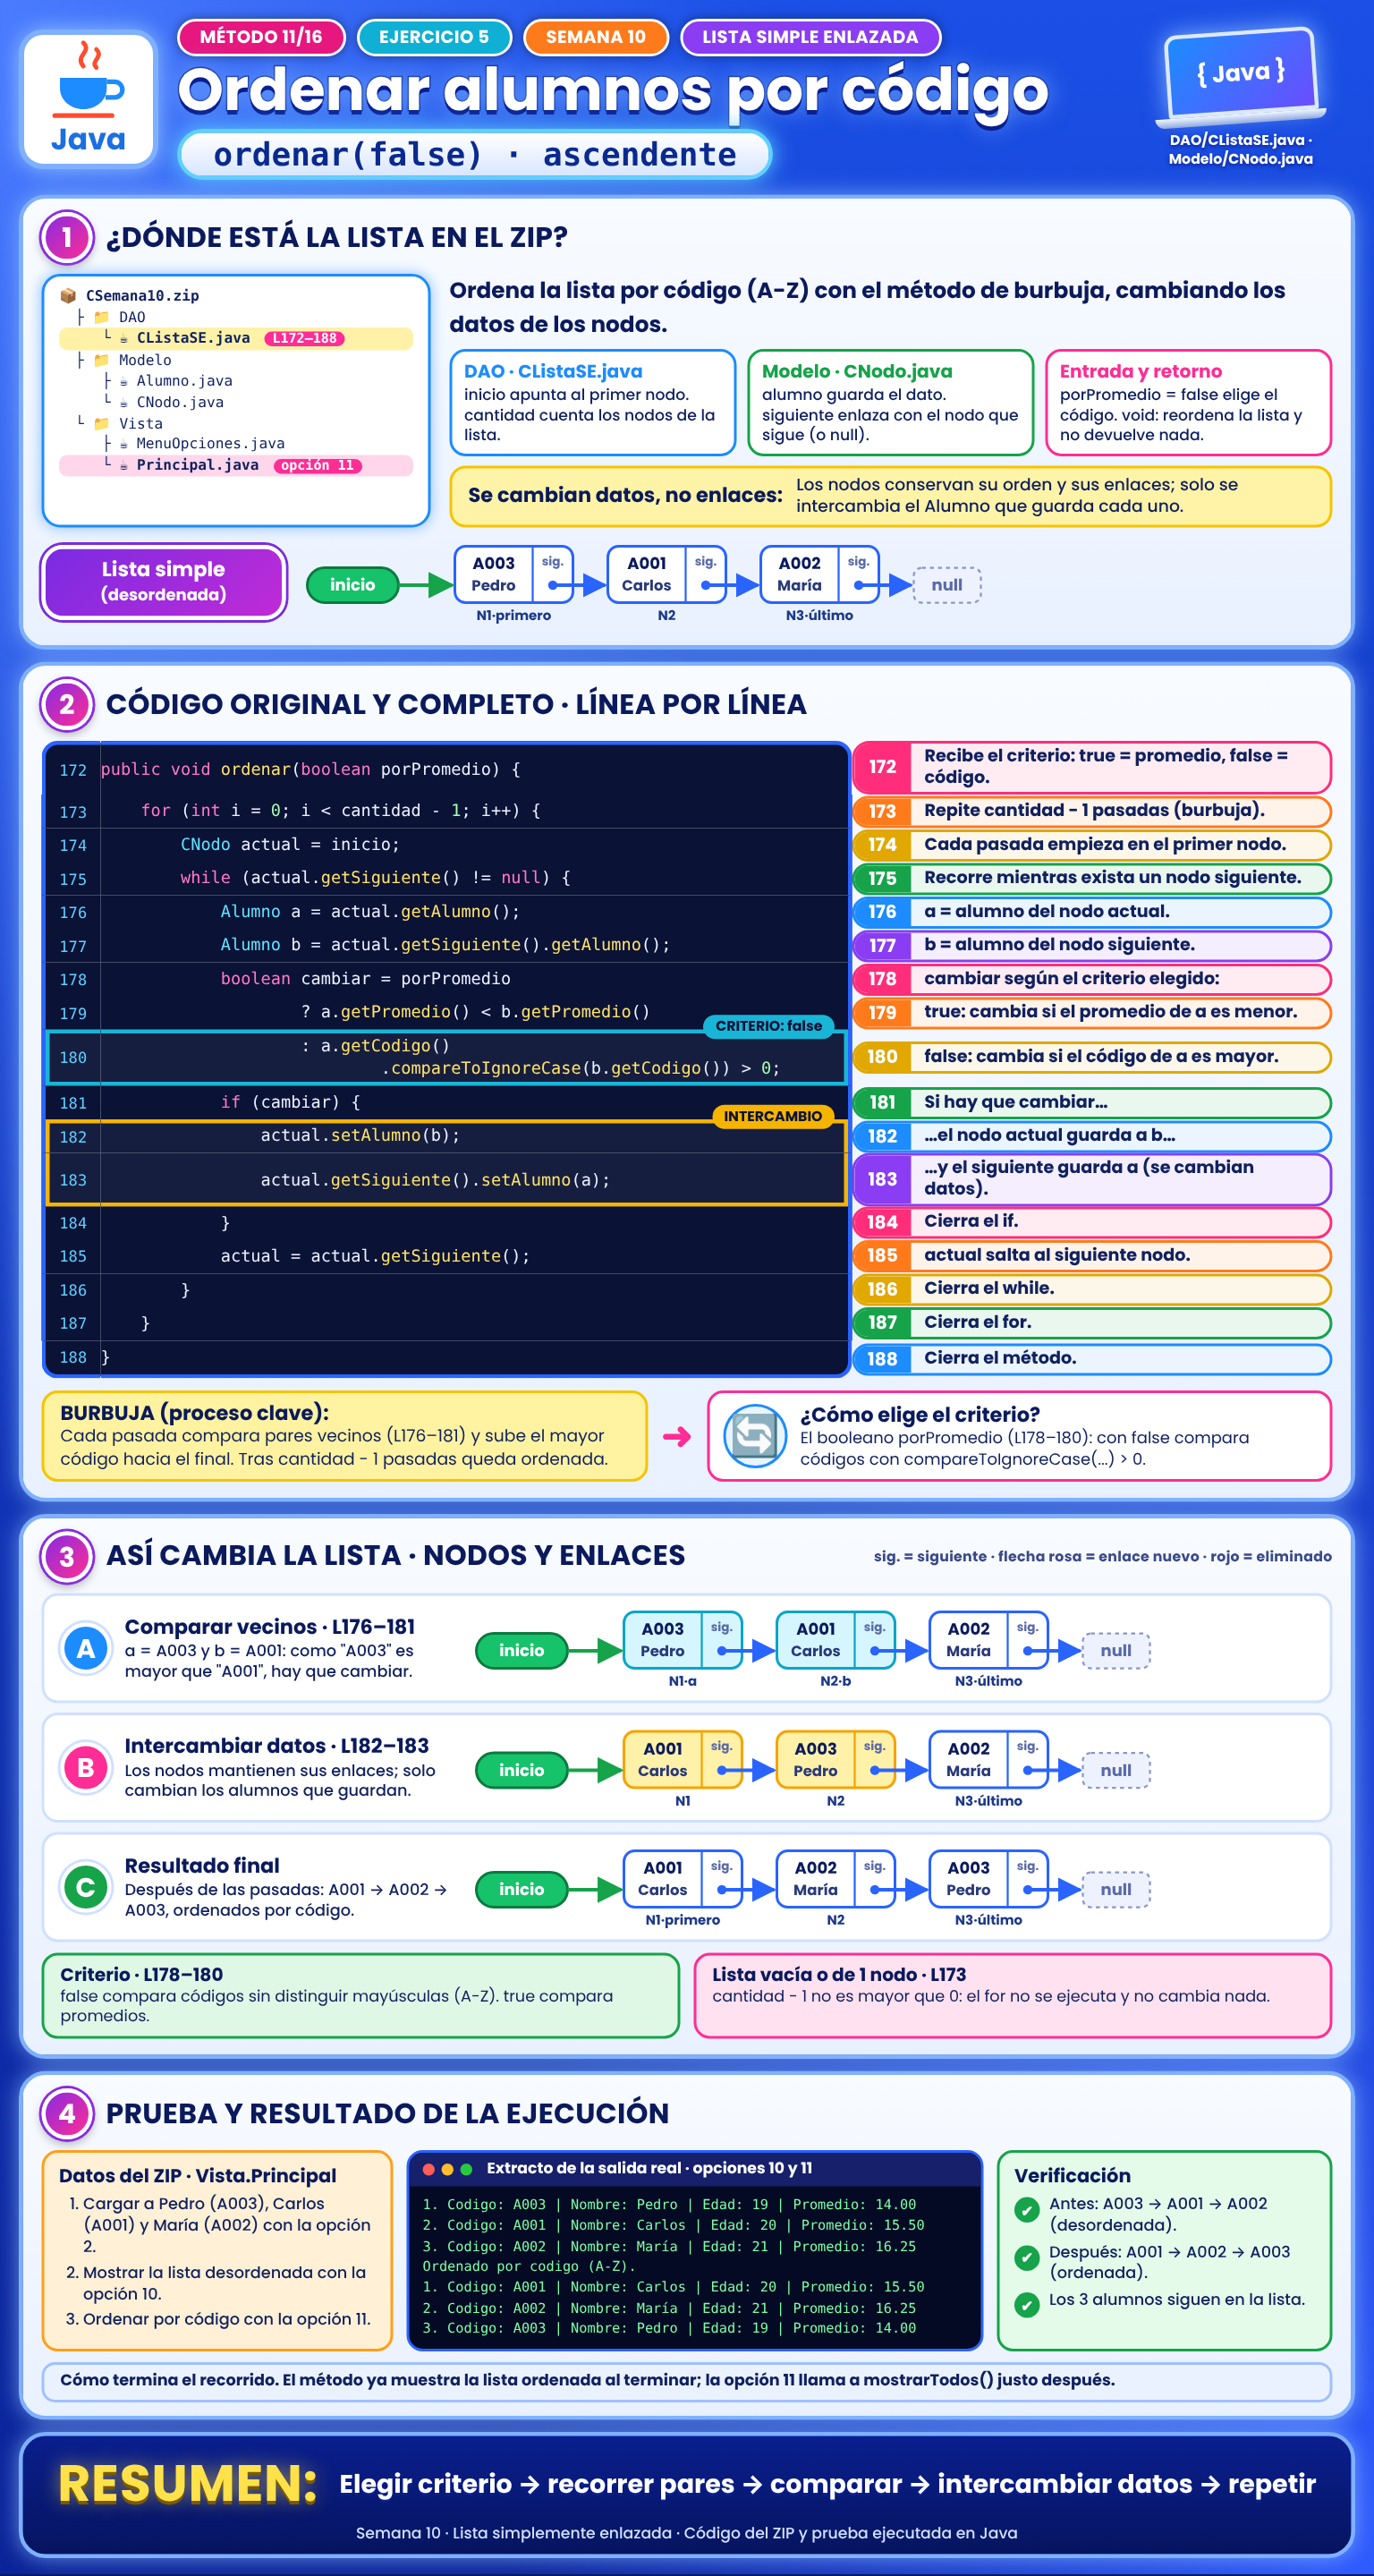 MÉTODO 11/16
EJERCICIO 5
SEMANA 10
LISTA SIMPLE ENLAZADA
Java
Ordenar alumnos por código
ordenar(false) · ascendente
{ Java }
DAO/CListaSE.java ·
Modelo/CNodo.java
1 ¿DÓNDE ESTÁ LA LISTA EN EL ZIP?
CSemana10.zip
DAO
CListaSE.java L172–188
Modelo
Alumno.java
CNodo.java
Vista
MenuOpciones.java
Principal.java opción 11
Ordena la lista por código (A-Z) con el método de burbuja, cambiando los
datos de los nodos.
DAO · CListaSE.java
inicio apunta al primer nodo.
cantidad cuenta los nodos de la
lista.
Modelo · CNodo.java
alumno guarda el dato.
siguiente enlaza con el nodo que
sigue (o null).
Entrada y retorno
porPromedio = false elige el
código. void: reordena la lista y
no devuelve nada.
Se cambian datos, no enlaces:
Los nodos conservan su orden y sus enlaces; solo se
intercambia el Alumno que guarda cada uno.
Lista simple
(desordenada)
inicio
A003 sig.
Pedro
N1·primero
A001 sig.
Carlos
N2
A002 sig.
María
N3·último
null
2 CÓDIGO ORIGINAL Y COMPLETO · LÍNEA POR LÍNEA
172 public void ordenar(boolean porPromedio) {
173     for (int i = 0; i < cantidad - 1; i++) {
174         CNodo actual = inicio;
175         while (actual.getSiguiente() != null) {
176             Alumno a = actual.getAlumno();
177             Alumno b = actual.getSiguiente().getAlumno();
178             boolean cambiar = porPromedio
179                     ? a.getPromedio() < b.getPromedio()
CRITERIO: false
180                     : a.getCodigo()
                            .compareToIgnoreCase(b.getCodigo()) > 0;
181             if (cambiar) {
INTERCAMBIO
182                 actual.setAlumno(b);
183                 actual.getSiguiente().setAlumno(a);
184             }
185             actual = actual.getSiguiente();
186         }
187     }
188 }
172 Recibe el criterio: true = promedio, false =
código.
173 Repite cantidad - 1 pasadas (burbuja).
174 Cada pasada empieza en el primer nodo.
175 Recorre mientras exista un nodo siguiente.
176 a = alumno del nodo actual.
177 b = alumno del nodo siguiente.
178 cambiar según el criterio elegido:
179 true: cambia si el promedio de a es menor.
180 false: cambia si el código de a es mayor.
181 Si hay que cambiar...
182 ...el nodo actual guarda a b...
183 ...y el siguiente guarda a (se cambian
datos).
184 Cierra el if.
185 actual salta al siguiente nodo.
186 Cierra el while.
187 Cierra el for.
188 Cierra el método.
BURBUJA (proceso clave):
Cada pasada compara pares vecinos (L176–181) y sube el mayor
código hacia el final. Tras cantidad - 1 pasadas queda ordenada.
➜
¿Cómo elige el criterio?
El booleano porPromedio (L178–180): con false compara
códigos con compareToIgnoreCase(...) > 0.
3 ASÍ CAMBIA LA LISTA · NODOS Y ENLACES
sig. = siguiente · flecha rosa = enlace nuevo · rojo = eliminado
A
Comparar vecinos · L176–181
a = A003 y b = A001: como "A003" es
mayor que "A001", hay que cambiar.
inicio
A003 sig.
Pedro
N1·a
A001 sig.
Carlos
N2·b
A002 sig.
María
N3·último
null
B
Intercambiar datos · L182–183
Los nodos mantienen sus enlaces; solo
cambian los alumnos que guardan.
inicio
A001 sig.
Carlos
N1
A003 sig.
Pedro
N2
A002 sig.
María
N3·último
null
C
Resultado final
Después de las pasadas: A001 → A002 →
A003, ordenados por código.
inicio
A001 sig.
Carlos
N1·primero
A002 sig.
María
N2
A003 sig.
Pedro
N3·último
null
Criterio · L178–180
false compara códigos sin distinguir mayúsculas (A-Z). true compara
promedios.
Lista vacía o de 1 nodo · L173
cantidad - 1 no es mayor que 0: el for no se ejecuta y no cambia nada.
4 PRUEBA Y RESULTADO DE LA EJECUCIÓN
Datos del ZIP · Vista.Principal
1. Cargar a Pedro (A003), Carlos
(A001) y María (A002) con la opción
2.
2. Mostrar la lista desordenada con la
opción 10.
3. Ordenar por código con la opción 11.
Extracto de la salida real · opciones 10 y 11
1. Codigo: A003 | Nombre: Pedro | Edad: 19 | Promedio: 14.00
2. Codigo: A001 | Nombre: Carlos | Edad: 20 | Promedio: 15.50
3. Codigo: A002 | Nombre: María | Edad: 21 | Promedio: 16.25
Ordenado por codigo (A-Z).
1. Codigo: A001 | Nombre: Carlos | Edad: 20 | Promedio: 15.50
2. Codigo: A002 | Nombre: María | Edad: 21 | Promedio: 16.25
3. Codigo: A003 | Nombre: Pedro | Edad: 19 | Promedio: 14.00
Verificación
Antes: A003 → A001 → A002
(desordenada).
Después: A001 → A002 → A003
(ordenada).
Los 3 alumnos siguen en la lista.
Cómo termina el recorrido. El método ya muestra la lista ordenada al terminar; la opción 11 llama a mostrarTodos() justo después.
RESUMEN: Elegir criterio → recorrer pares → comparar → intercambiar datos → repetir
Semana 10 · Lista simplemente enlazada · Código del ZIP y prueba ejecutada en Java